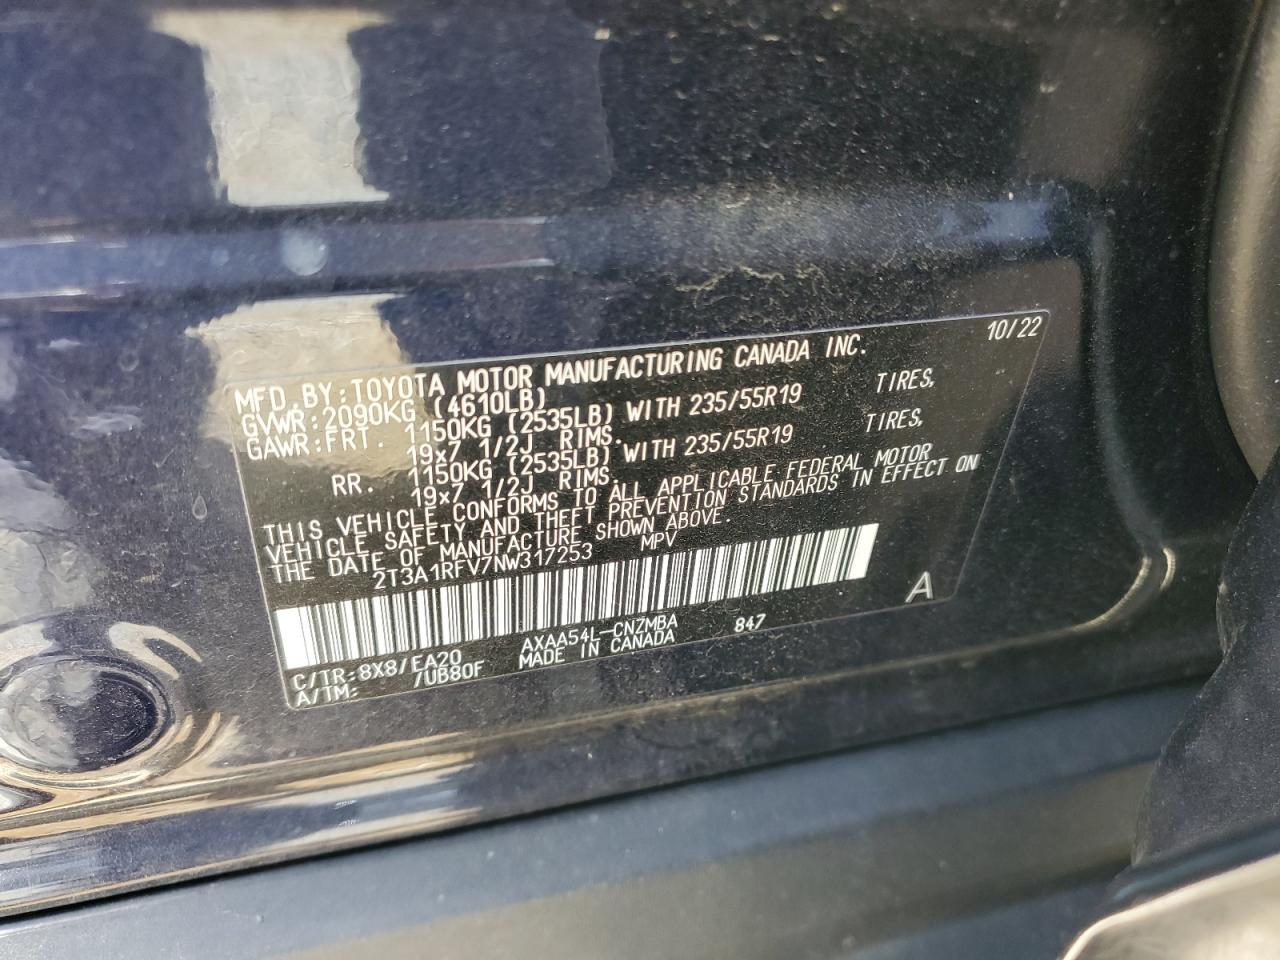 10/22
MFD BY:TOYOTA MOTOR MANUFACTURING CANADA INC.
GVWR:2090KG (4610LB)
GAWR:FRT. 1150KG (2535LB) WITH 235/55R19 TIRES,
19x7 1/2J RIMS.
RR. 1150KG (2535LB) WITH 235/55R19 TIRES,
19x7 1/2J RIMS.
THIS VEHICLE CONFORMS TO ALL APPLICABLE FEDERAL MOTOR
VEHICLE SAFETY AND THEFT PREVENTION STANDARDS IN EFFECT ON
THE DATE OF MANUFACTURE SHOWN ABOVE.
2T3A1RFV7NW317253 MPV
A
C/TR:8X8/EA20 AXAA54L-CNZMBA 847
A/TM: /UB80F MADE IN CANADA